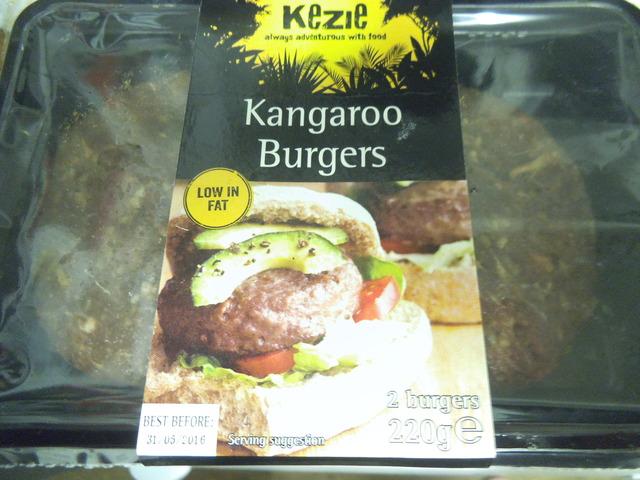 Kezie
always adventurous with food
Kangaroo
Burgers
LOW IN
FAT
2 burgers
220g e
BEST BEFORE:
31.05.2016
Serving suggestion